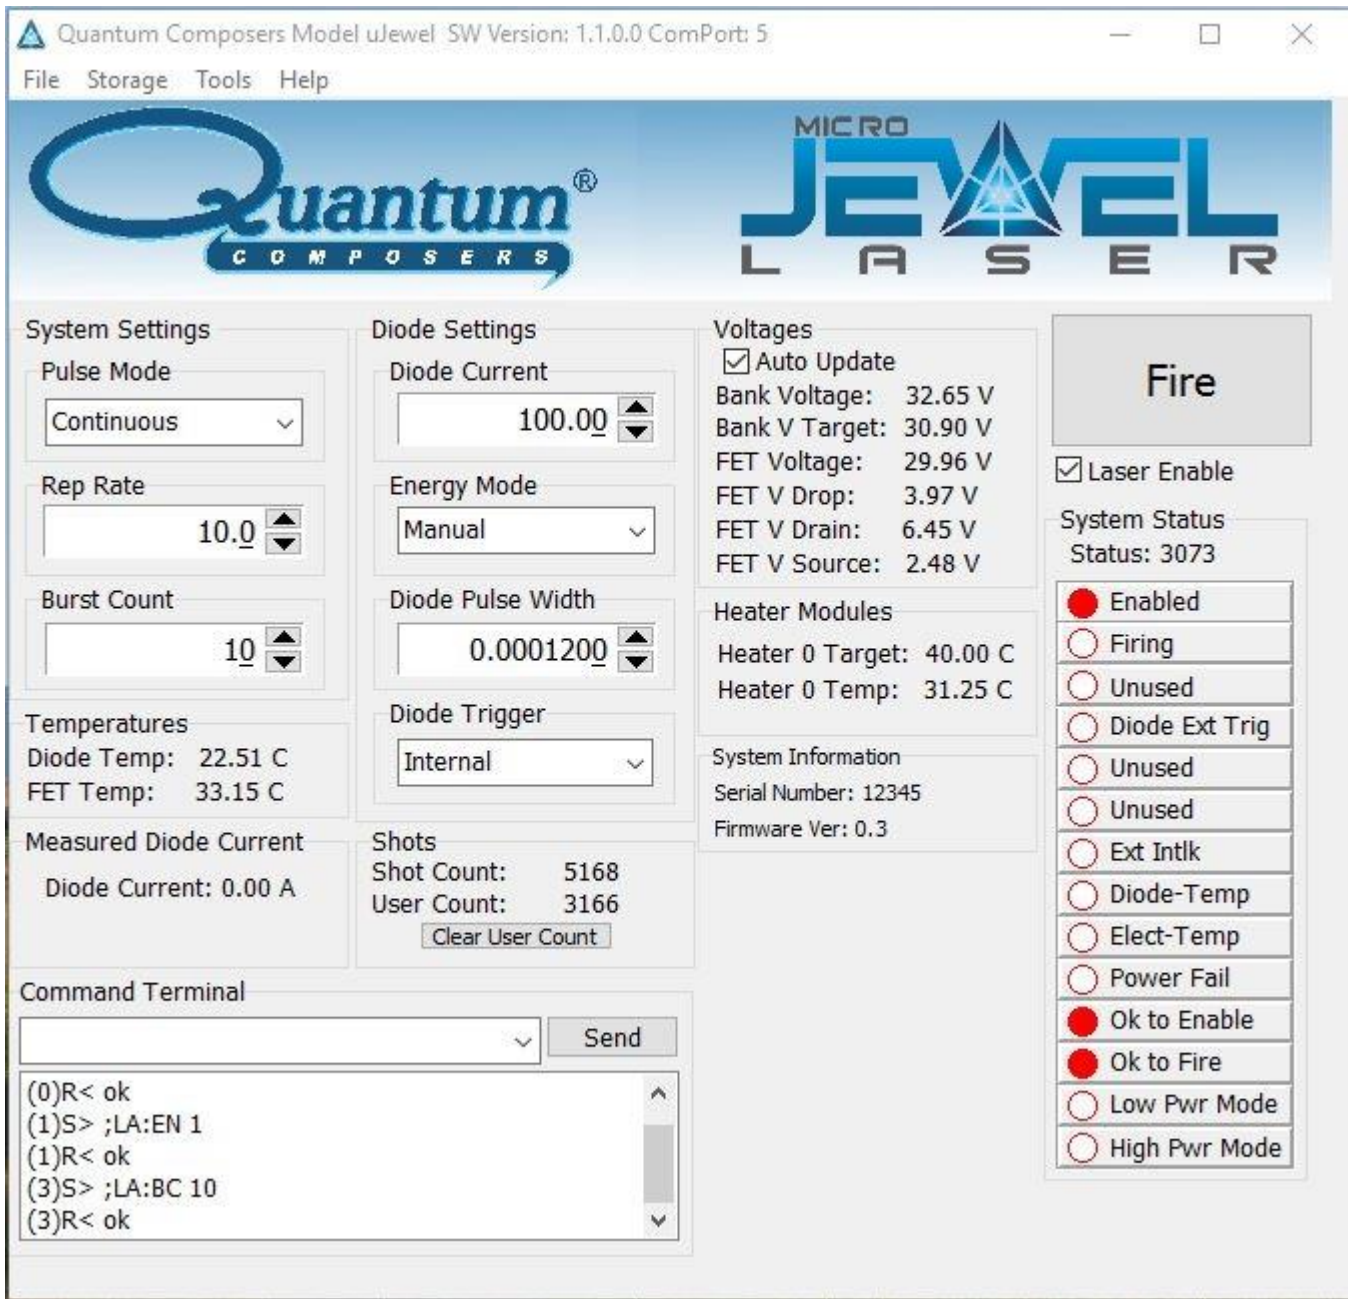 Quantum Composers Model uJewel SW Version: 1.1.0.0 ComPort: 5
File Storage Tools Help
Quantum®
COMPOSERS
MICRO
JEWEL
LASER
System Settings
Pulse Mode
Continuous
Rep Rate
10.0
Burst Count
10
Temperatures
Diode Temp: 22.51 C
FET Temp: 33.15 C
Measured Diode Current
Diode Current: 0.00 A
Diode Settings
Diode Current
100.00
Energy Mode
Manual
Diode Pulse Width
0.0001200
Diode Trigger
Internal
Shots
Shot Count: 5168
User Count: 3166
Clear User Count
Voltages
Auto Update
Bank Voltage: 32.65 V
Bank V Target: 30.90 V
FET Voltage: 29.96 V
FET V Drop: 3.97 V
FET V Drain: 6.45 V
FET V Source: 2.48 V
Heater Modules
Heater 0 Target: 40.00 C
Heater 0 Temp: 31.25 C
System Information
Serial Number: 12345
Firmware Ver: 0.3
Fire
Laser Enable
System Status
Status: 3073
Enabled
Firing
Unused
Diode Ext Trig
Unused
Unused
Ext Intlk
Diode-Temp
Elect-Temp
Power Fail
Ok to Enable
Ok to Fire
Low Pwr Mode
High Pwr Mode
Command Terminal
Send
(0)R< ok
(1)S> ;LA:EN 1
(1)R< ok
(3)S> ;LA:BC 10
(3)R< ok